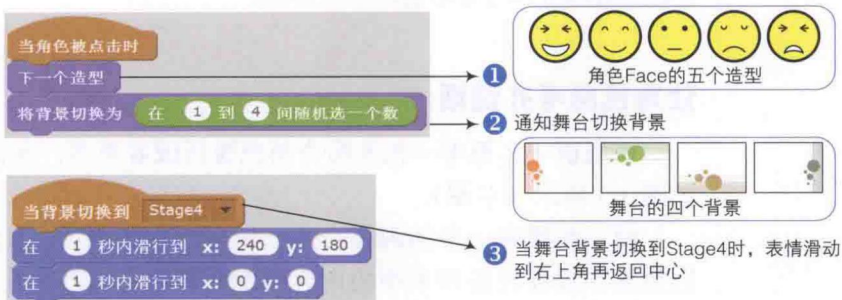 当角色被点击时
下一个造型
将背景切换为 在 1 到 4 间随机选一个数
当背景切换到 Stage4
在 1 秒内滑行到 x: 240 y: 180
在 1 秒内滑行到 x: 0 y: 0
1
角色Face的五个造型
2 通知舞台切换背景
舞台的四个背景
3 当舞台背景切换到Stage4时，表情滑动
到右上角再返回中心